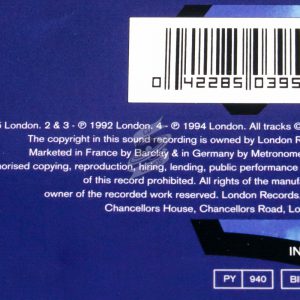 0 42285 0395
5 London. 2 & 3 - ℗ 1992 London. 4 - ℗ 1994 London. All tracks ©
The copyright in this sound recording is owned by London R
Marketed in France by Barclay & in Germany by Metronome
horised copying, reproduction, hiring, lending, public performance
of this record prohibited. All rights of the manufa
owner of the recorded work reserved. London Records
Chancellors House, Chancellors Road, Lo
IN
PY 940 BI